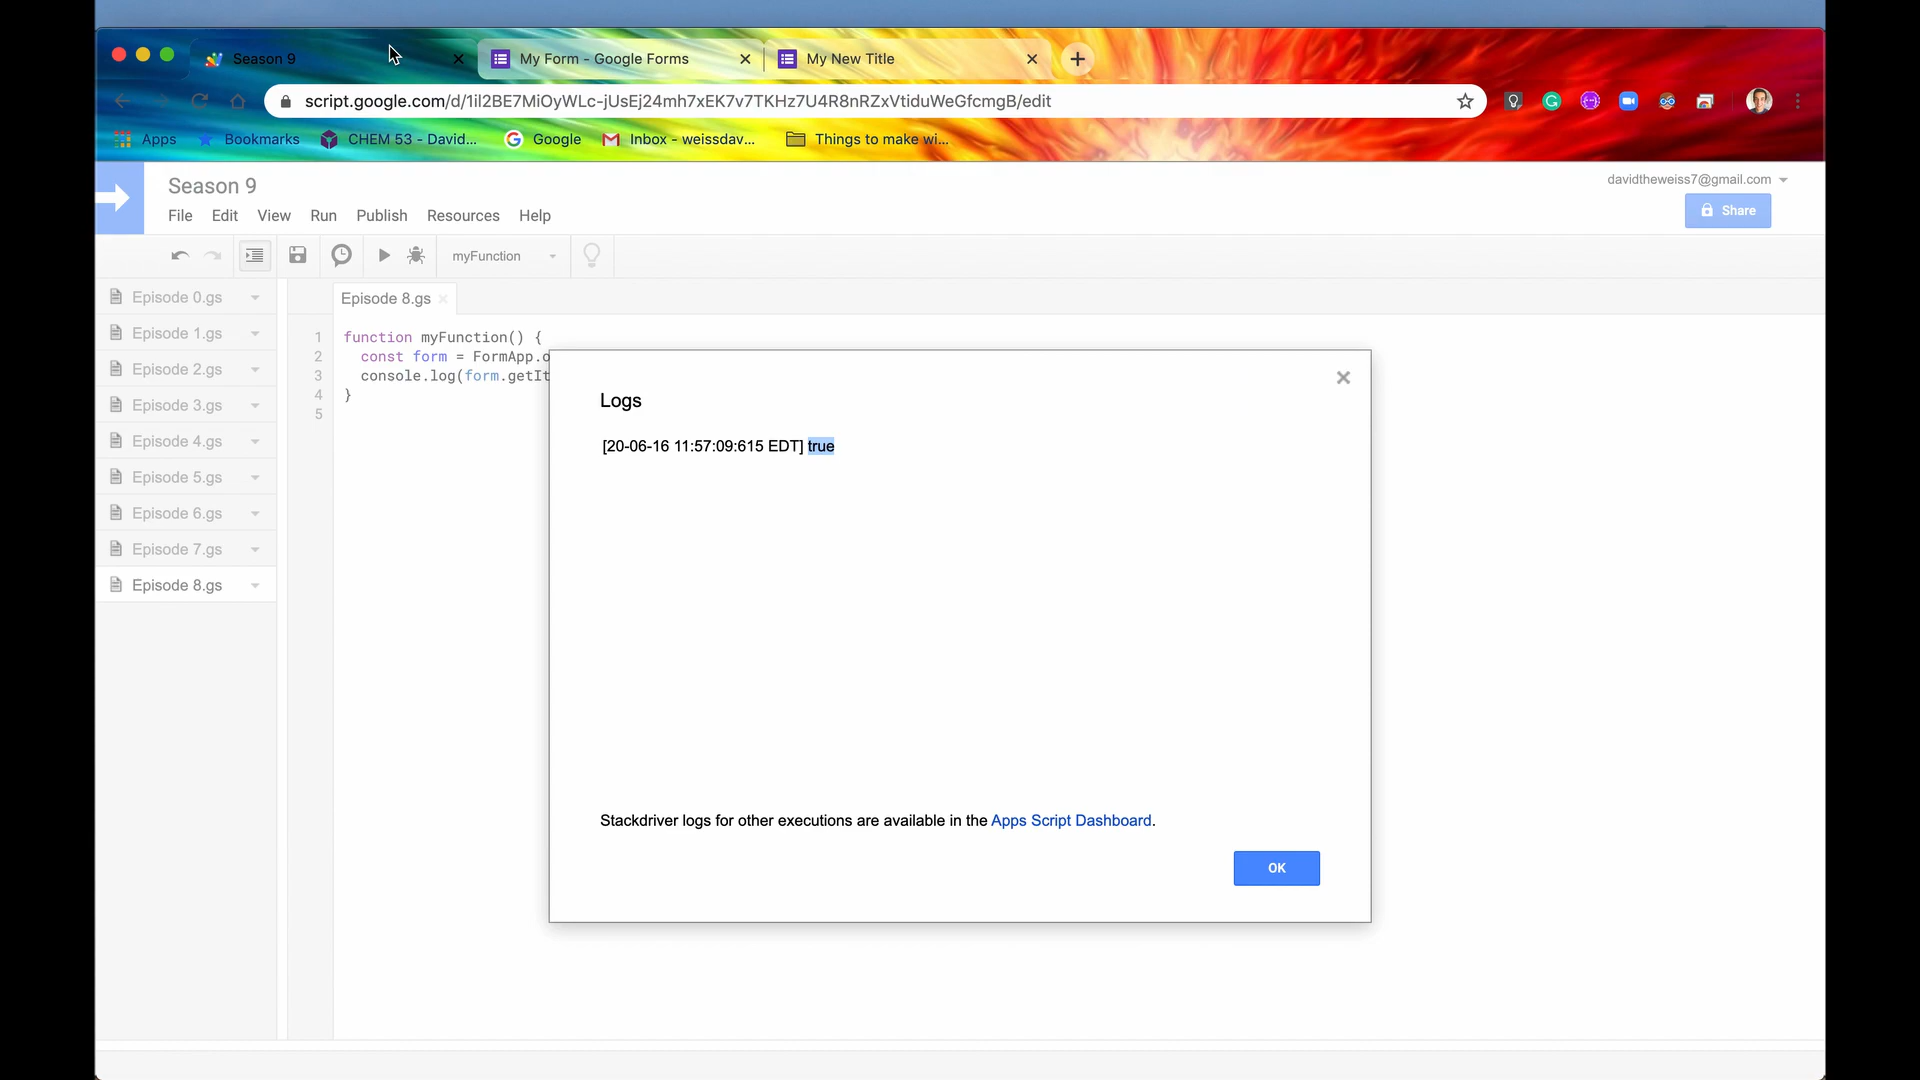 Season 9
My Form - Google Forms
My New Title
script.google.com/d/1il2BE7MiOyWLc-jUsEj24mh7xEK7v7TKHz7U4R8nRZxVtiduWeGfcmgB/edit
Apps
Bookmarks
CHEM 53 - David...
Google
Inbox - weissdav...
Things to make wi...
Season 9
davidtheweiss7@gmail.com
File Edit View Run Publish Resources Help
Share
myFunction
Episode 0.gs
Episode 1.gs
Episode 2.gs
Episode 3.gs
Episode 4.gs
Episode 5.gs
Episode 6.gs
Episode 7.gs
Episode 8.gs
Episode 8.gs
1 function myFunction() {
2 const form = FormApp.o
3 console.log(form.getIt
4 }
5
Logs
[20-06-16 11:57:09:615 EDT] true
Stackdriver logs for other executions are available in the Apps Script Dashboard.
OK